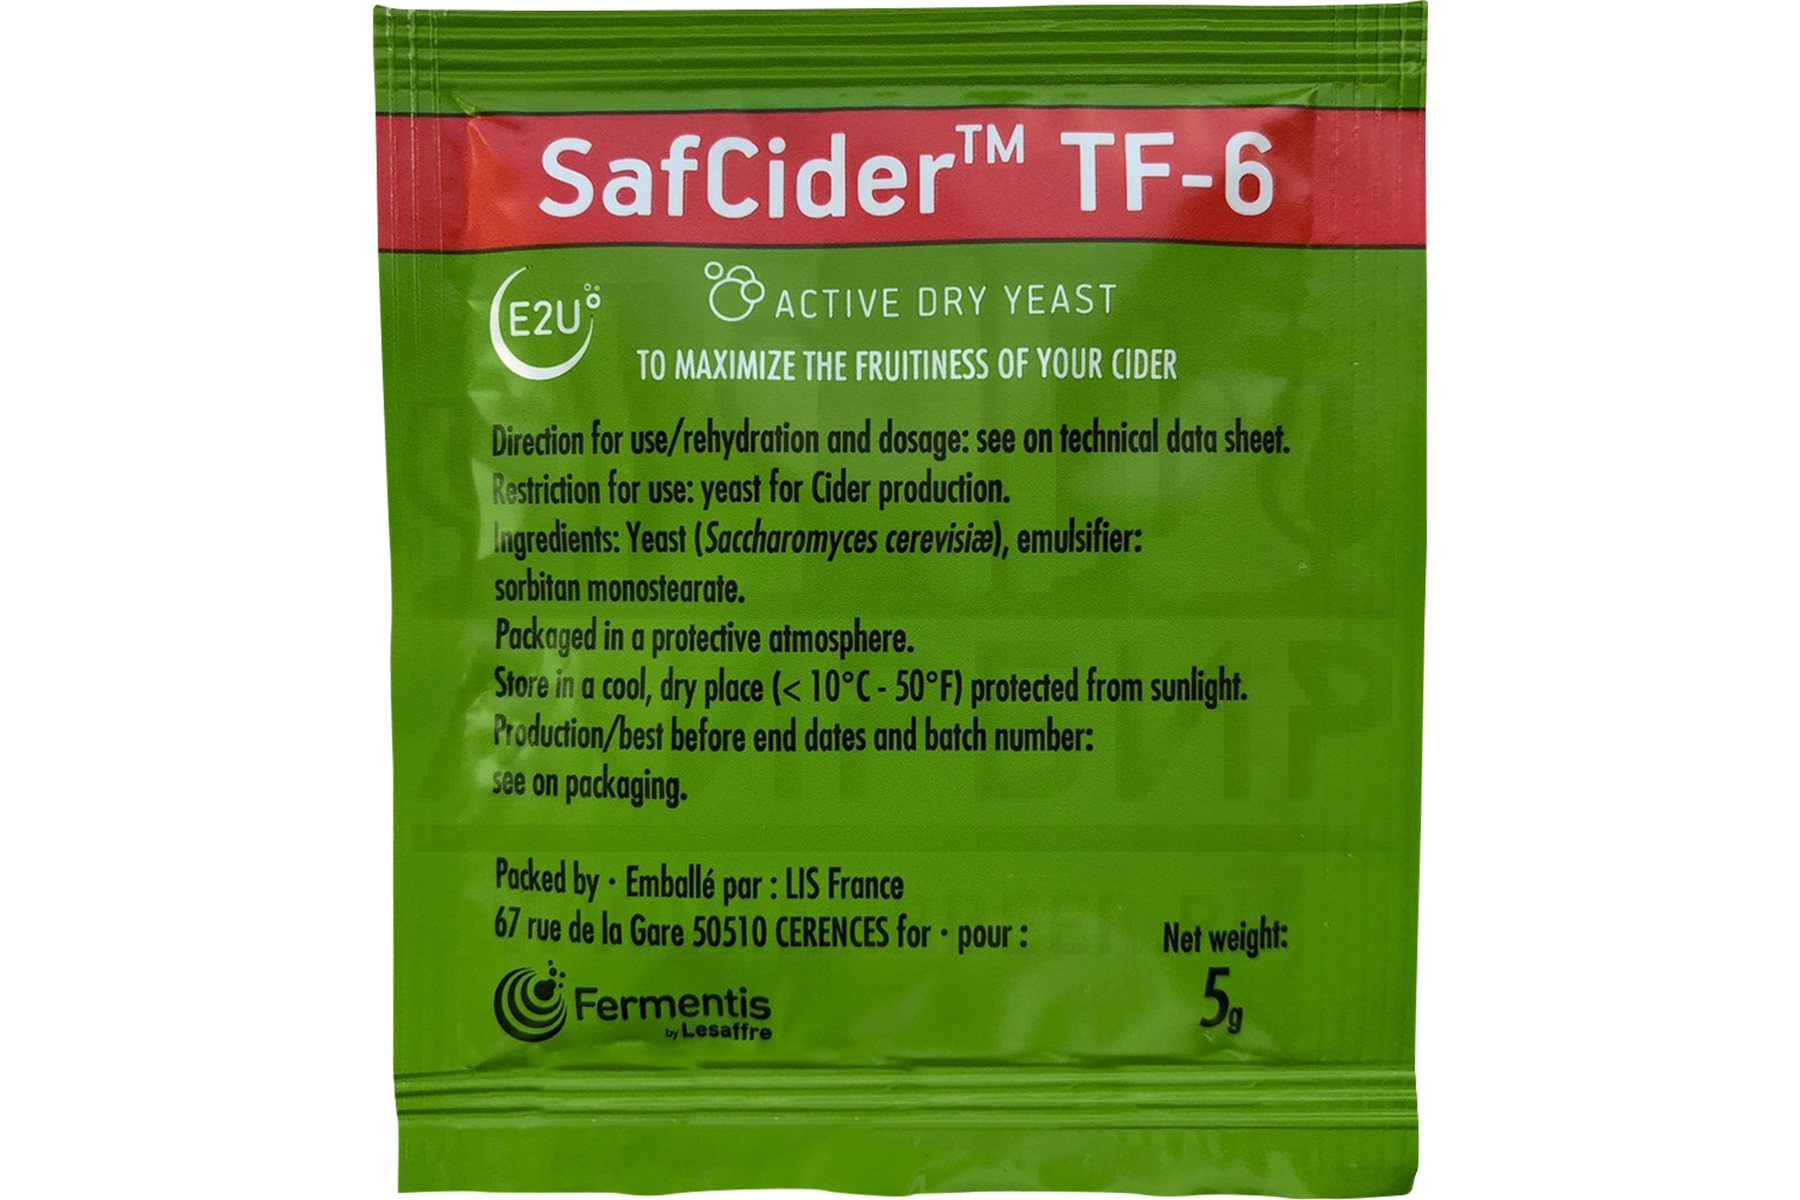 SafCider™ TF-6
E2U
ACTIVE DRY YEAST
TO MAXIMIZE THE FRUITINESS OF YOUR CIDER
Direction for use/rehydration and dosage: see on technical data sheet.
Restriction for use: yeast for Cider production.
Ingredients: Yeast (Saccharomyces cerevisiæ), emulsifier:
sorbitan monostearate.
Packaged in a protective atmosphere.
Store in a cool, dry place (< 10°C - 50°F) protected from sunlight.
Production/best before end dates and batch number:
see on packaging.
Packed by · Emballé par : LIS France
67 rue de la Gare 50510 CERENCES for · pour :
Net weight:
5g
Fermentis
by Lesaffre